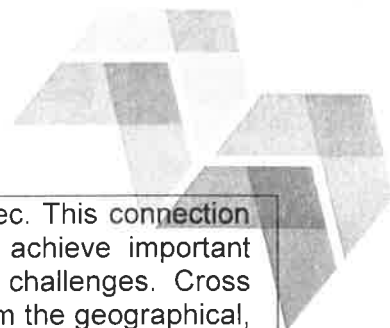 ec. This connection
achieve important
challenges. Cross
m the geographical,